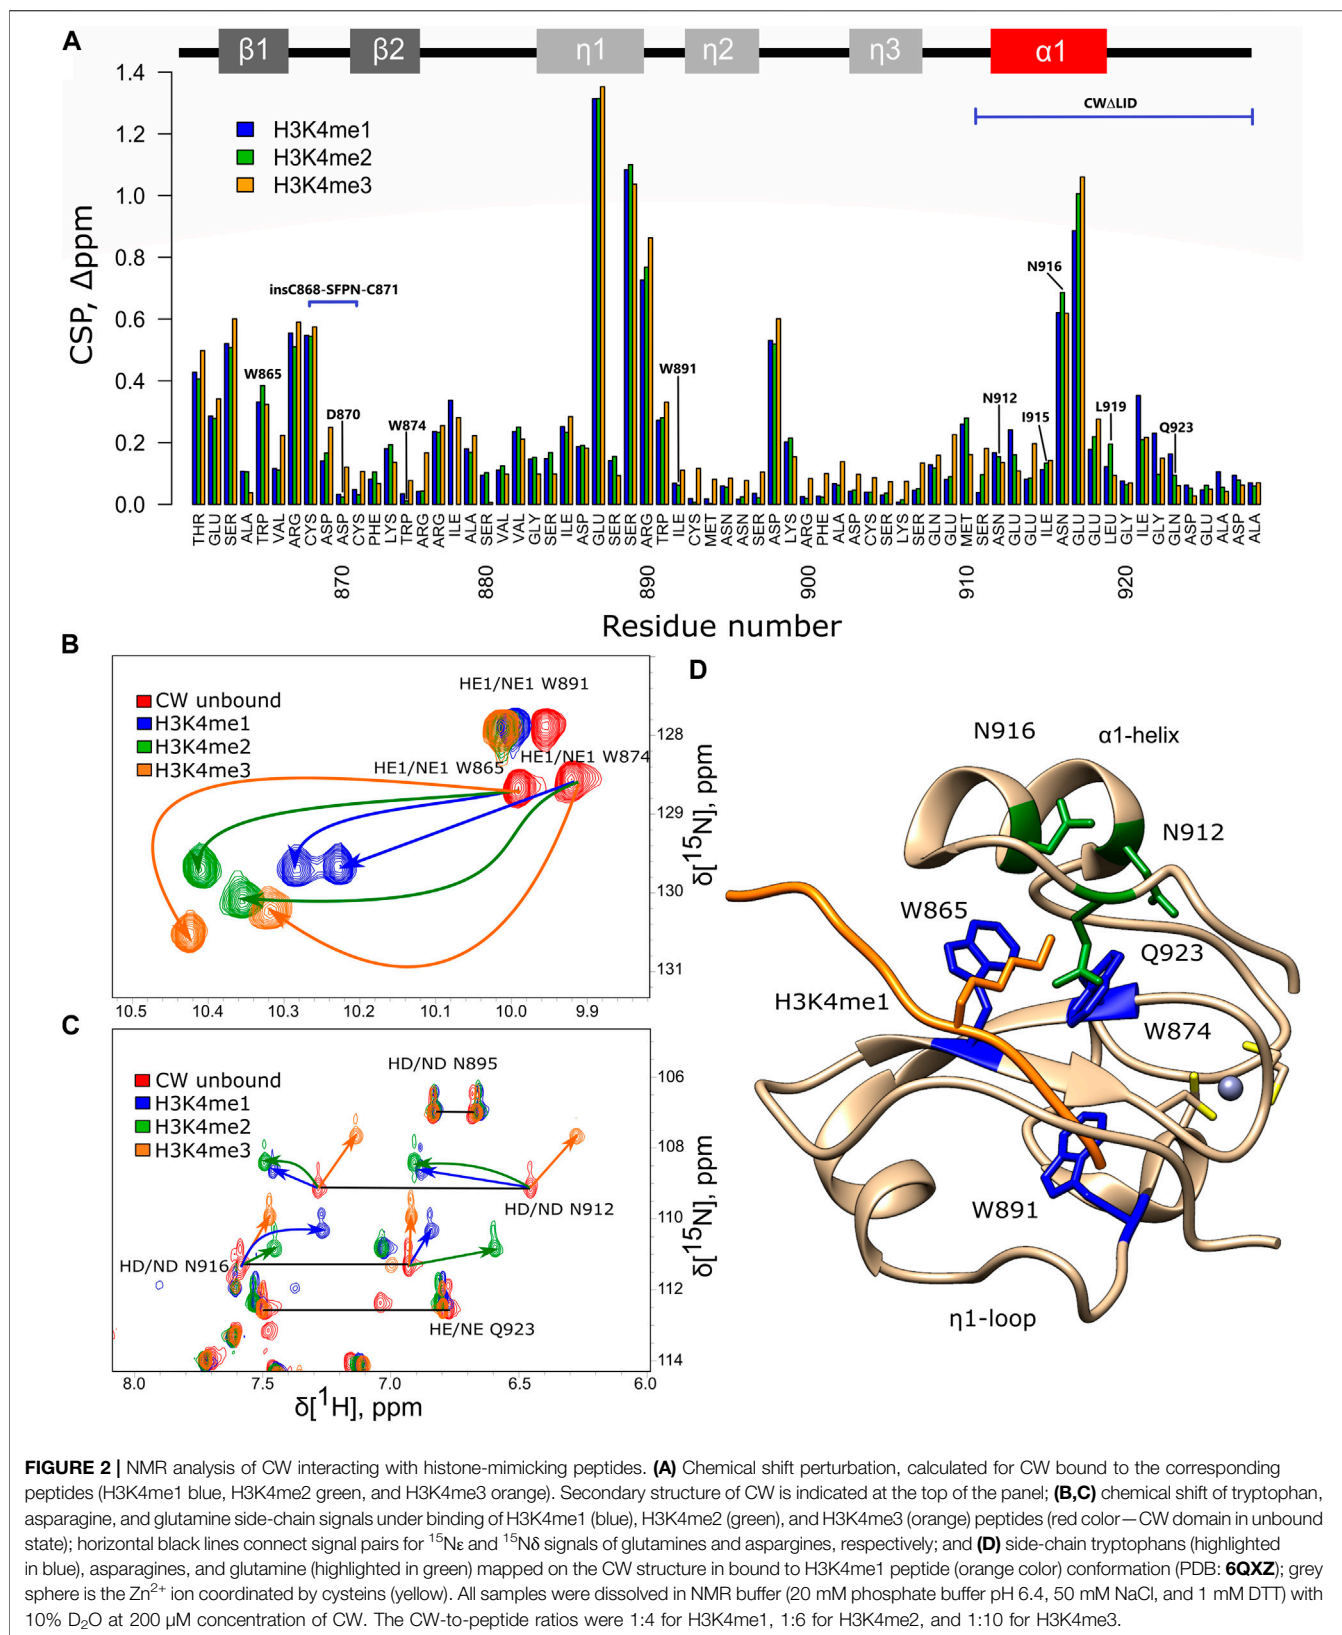 A
β1 β2 η1 η2 η3 α1
1.4
1.2
1.0
0.8
0.6
0.4
0.2
0.0
CSP, Δppm
H3K4me1
H3K4me2
H3K4me3
CWΔLID
insC868-SFPN-C871
W865
D870
W874
W891
N912
I915
N916
L919
Q923
THR GLU SER ALA TRP VAL ARG CYS ASP ASP CYS PHE LYS TRP ARG ARG ILE ALA SER VAL VAL GLY SER ILE ASP GLU SER SER ARG TRP ILE CYS MET ASN ASN SER ASP LYS ARG PHE ALA ASP CYS SER LYS SER GLN GLU MET SER ASN GLU GLU ILE ASN GLU GLU LEU GLY ILE GLY GLN ASP GLU ALA ASP ALA
870 880 890 900 910 920
Residue number
B
CW unbound
H3K4me1
H3K4me2
H3K4me3
HE1/NE1 W891
HE1/NE1 W865
HE1/NE1 W874
128
129
130
131
δ[15N], ppm
10.5 10.4 10.3 10.2 10.1 10.0 9.9
C
CW unbound
H3K4me1
H3K4me2
H3K4me3
HD/ND N895
HD/ND N912
HD/ND N916
HE/NE Q923
106
108
110
112
114
δ[15N], ppm
8.0 7.5 7.0 6.5 6.0
δ[1H], ppm
D
N916
α1-helix
N912
W865
Q923
H3K4me1
W874
W891
η1-loop
FIGURE 2 | NMR analysis of CW interacting with histone-mimicking peptides. (A) Chemical shift perturbation, calculated for CW bound to the corresponding
peptides (H3K4me1 blue, H3K4me2 green, and H3K4me3 orange). Secondary structure of CW is indicated at the top of the panel; (B,C) chemical shift of tryptophan,
asparagine, and glutamine side-chain signals under binding of H3K4me1 (blue), H3K4me2 (green), and H3K4me3 (orange) peptides (red color—CW domain in unbound
state); horizontal black lines connect signal pairs for 15Nε and 15Nδ signals of glutamines and aspargines, respectively; and (D) side-chain tryptophans (highlighted
in blue), asparagines, and glutamine (highlighted in green) mapped on the CW structure in bound to H3K4me1 peptide (orange color) conformation (PDB: 6QXZ); grey
sphere is the Zn2+ ion coordinated by cysteins (yellow). All samples were dissolved in NMR buffer (20 mM phosphate buffer pH 6.4, 50 mM NaCl, and 1 mM DTT) with
10% D2O at 200 μM concentration of CW. The CW-to-peptide ratios were 1:4 for H3K4me1, 1:6 for H3K4me2, and 1:10 for H3K4me3.